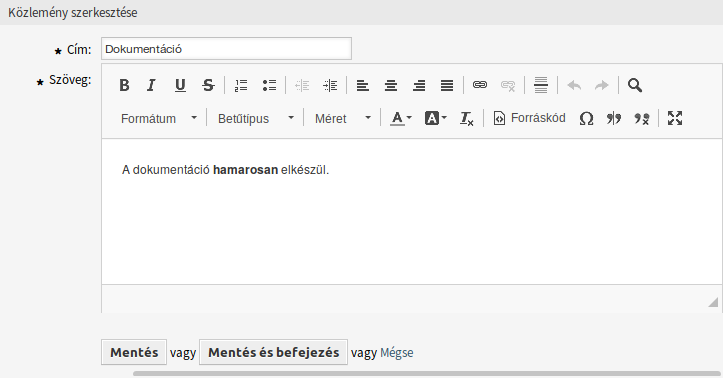 Közlemény szerkesztése
★ Cím: Dokumentáció
★ Szöveg:
B I U S
Formátum Betűtípus Méret A A Tx Forráskód Ω
A dokumentáció hamarosan elkészül.
Mentés vagy Mentés és befejezés vagy Mégse